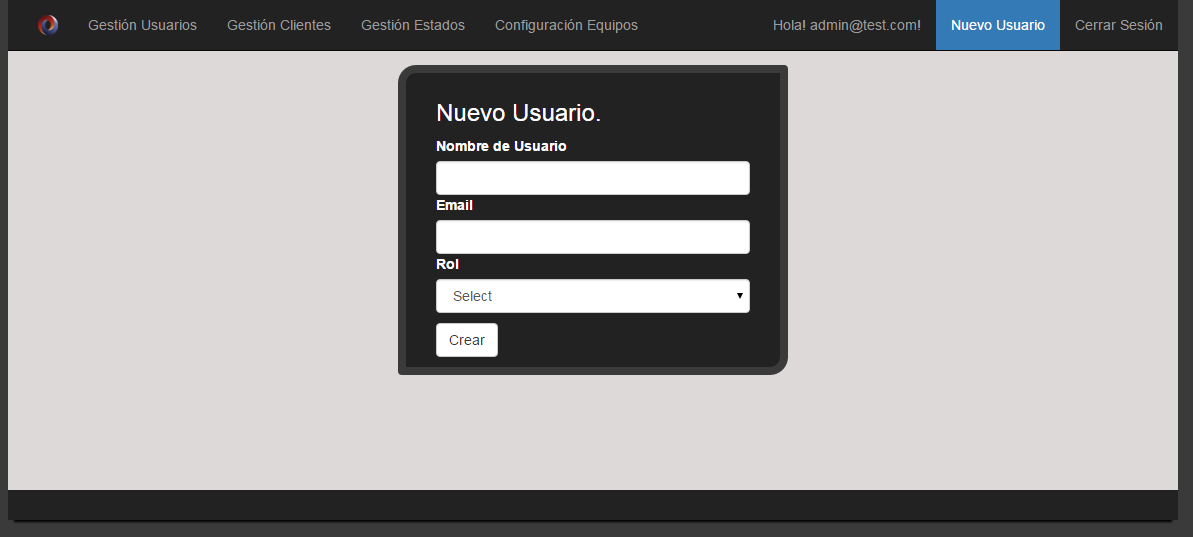 Gestión Usuarios Gestión Clientes Gestión Estados Configuración Equipos Hola! admin@test.com! Nuevo Usuario Cerrar Sesión
Nuevo Usuario.
Nombre de Usuario
Email
Rol
Select
Crear